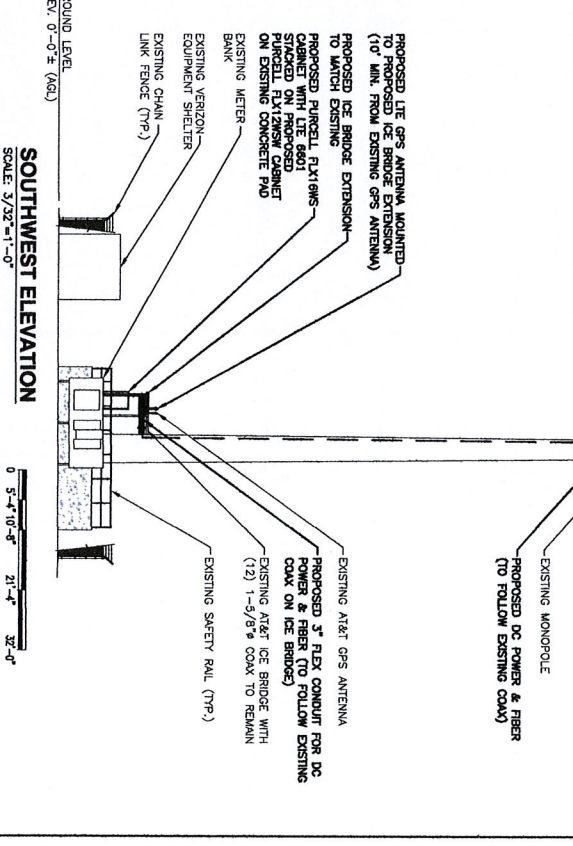 PROPOSED LTE GPS ANTENNA MOUNTED
TO PROPOSED ICE BRIDGE EXTENSION
(10' MIN. FROM EXISTING GPS ANTENNA)
PROPOSED ICE BRIDGE EXTENSION
TO MATCH EXISTING
PROPOSED PURCELL FLX16WS
CABINET WITH LTE 6601
STACKED ON PROPOSED
PURCELL FLX12WSW CABINET
ON EXISTING CONCRETE PAD
EXISTING METER
BANK
EXISTING VERIZON
EQUIPMENT SHELTER
EXISTING CHAIN
LINK FENCE (TYP.)
OUND LEVEL
EV. 0'-0"± (AGL)
EXISTING MONOPOLE
PROPOSED DC POWER & FIBER
(TO FOLLOW EXISTING COAX)
EXISTING AT&T GPS ANTENNA
PROPOSED 3" FLEX CONDUIT FOR DC
POWER & FIBER (TO FOLLOW EXISTING
COAX ON ICE BRIDGE)
EXISTING AT&T ICE BRIDGE WITH
(12) 1-5/8"ø COAX TO REMAIN
EXISTING SAFETY RAIL (TYP.)
SOUTHWEST ELEVATION
SCALE: 3/32"=1'-0"
0 5'-4" 10'-8" 21'-4" 32'-0"